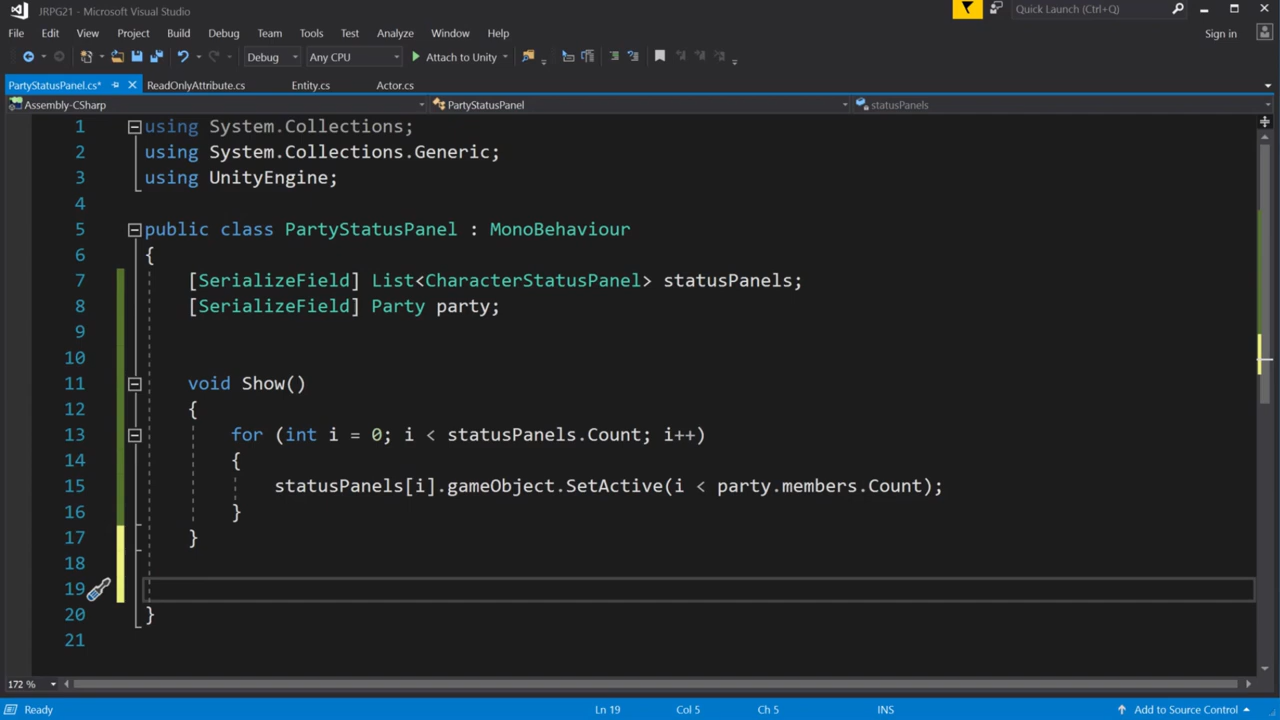 JRPG21 - Microsoft Visual Studio
Quick Launch (Ctrl+Q)
File Edit View Project Build Debug Team Tools Test Analyze Window Help
Sign in
Debug Any CPU Attach to Unity
PartyStatusPanel.cs* ReadOnlyAttribute.cs Entity.cs Actor.cs
Assembly-CSharp PartyStatusPanel statusPanels
1 using System.Collections;
2 using System.Collections.Generic;
3 using UnityEngine;
4
5 public class PartyStatusPanel : MonoBehaviour
6 {
7 [SerializeField] List<CharacterStatusPanel> statusPanels;
8 [SerializeField] Party party;
9
10
11 void Show()
12 {
13 for (int i = 0; i < statusPanels.Count; i++)
14 {
15 statusPanels[i].gameObject.SetActive(i < party.members.Count);
16 }
17 }
18
19
20 }
21
172 %
Ready Ln 19 Col 5 Ch 5 INS Add to Source Control